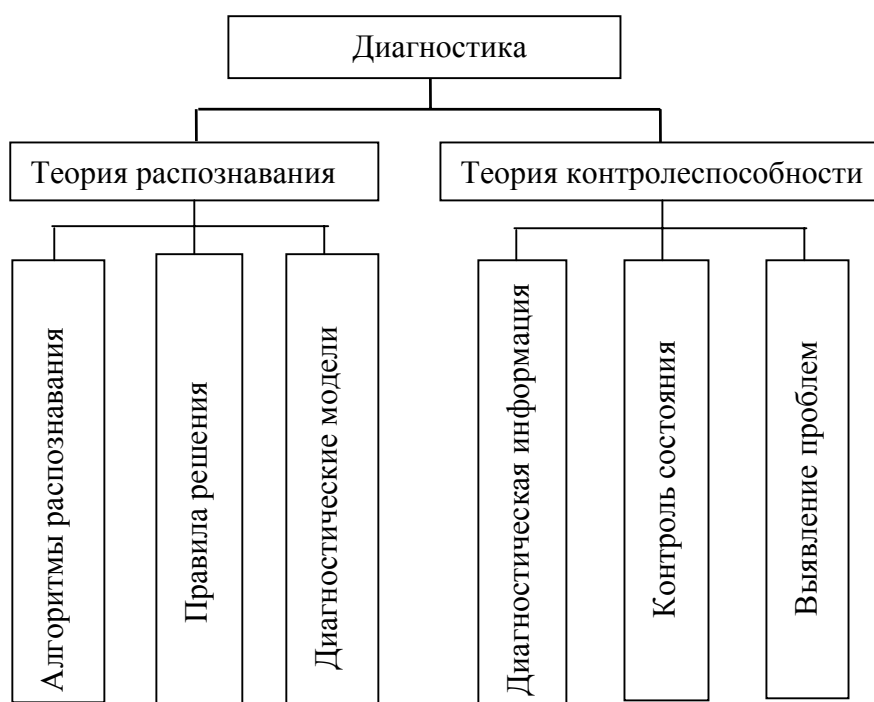 Диагностика
Теория распознавания
Теория контролеспособности
Алгоритмы распознавания
Правила решения
Диагностические модели
Диагностическая информация
Контроль состояния
Выявление проблем